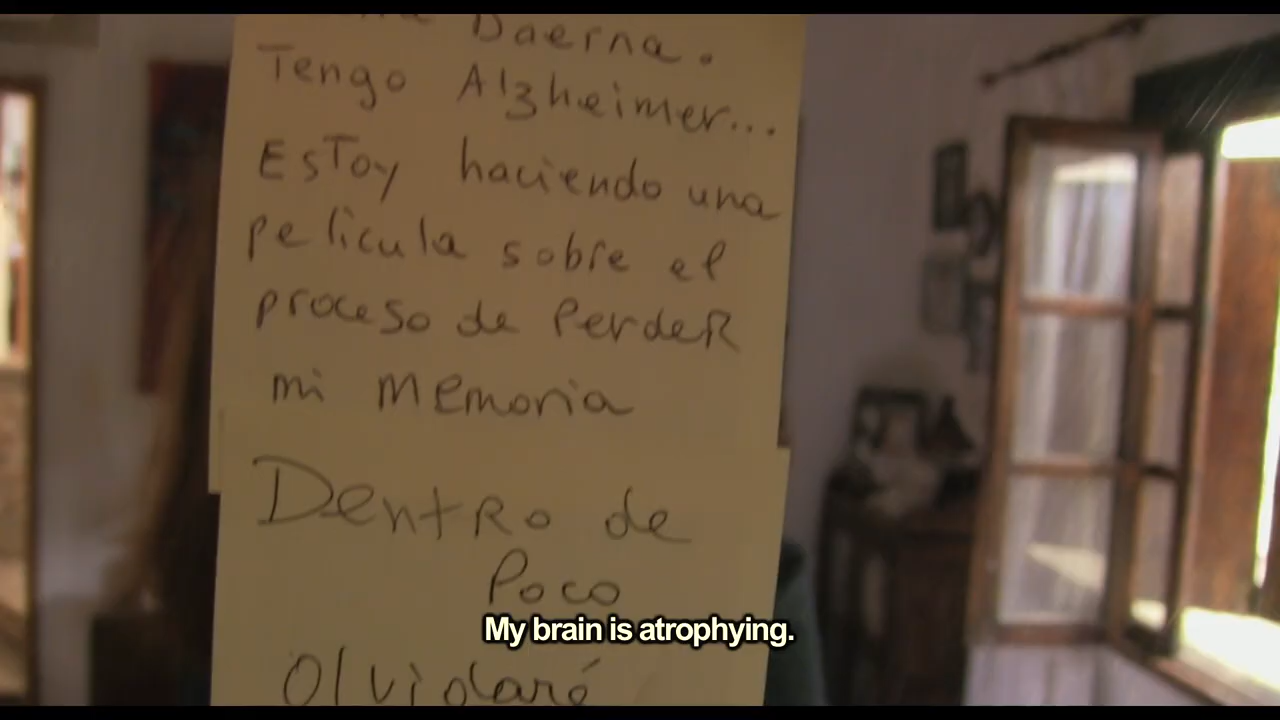 Daerna.
Tengo Alzheimer...
Estoy haciendo una
pelicula sobre el
proceso de PerdeR
mi MEmoria
DentRo de
Poco
My brain is atrophying.
Olvidaré